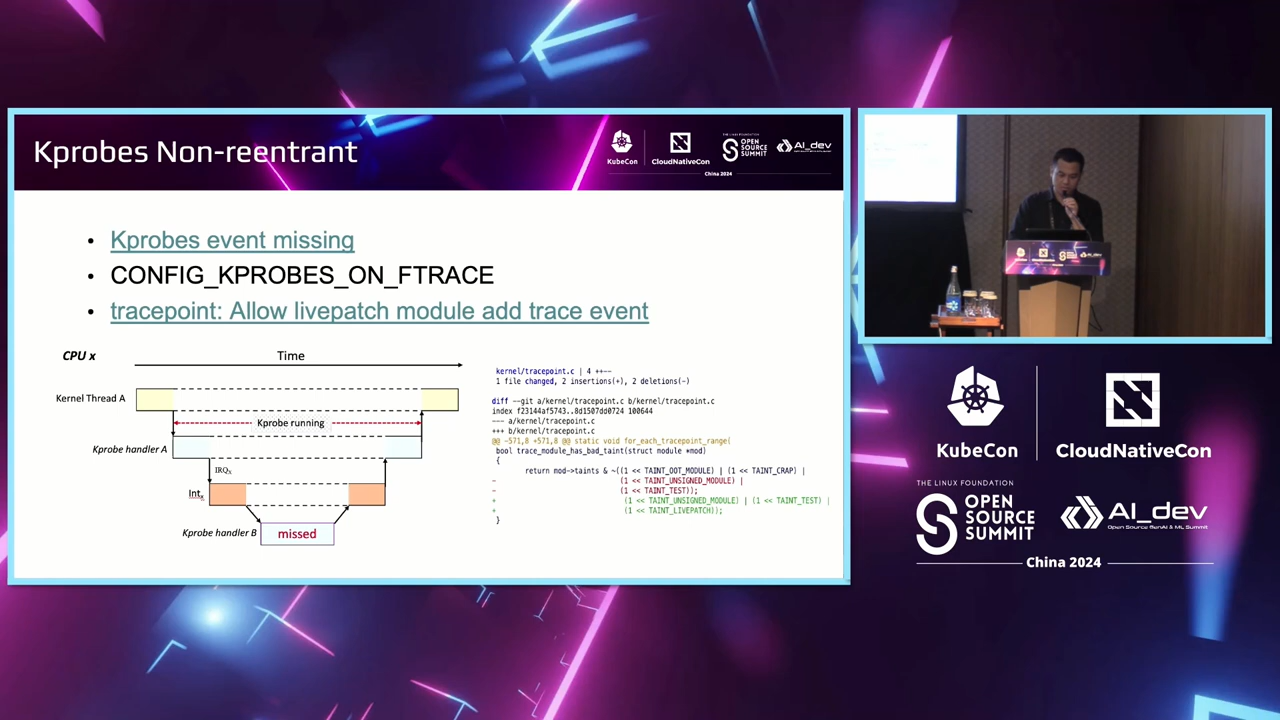 Kprobes Non-reentrant
KubeCon
CloudNativeCon
THE LINUX FOUNDATION
OPEN
SOURCE
SUMMIT
AI_dev
China 2024
• Kprobes event missing
• CONFIG_KPROBES_ON_FTRACE
• tracepoint: Allow livepatch module add trace event
CPU x
Time
Kernel Thread A
Kprobe running
Kprobe handler A
IRQx
Intx
Kprobe handler B
missed
kernel/tracepoint.c | 4 ++--
1 file changed, 2 insertions(+), 2 deletions(-)
diff --git a/kernel/tracepoint.c b/kernel/tracepoint.c
index f23144af5743..8d1507dd0724 100644
--- a/kernel/tracepoint.c
+++ b/kernel/tracepoint.c
@@ -571,8 +571,8 @@ static void for_each_tracepoint_range(
bool trace_module_has_bad_taint(struct module *mod)
{
return mod->taints & ~((1 << TAINT_OOT_MODULE) | (1 << TAINT_CRAP) |
- (1 << TAINT_UNSIGNED_MODULE) |
- (1 << TAINT_TEST));
+ (1 << TAINT_UNSIGNED_MODULE) | (1 << TAINT_TEST) |
+ (1 << TAINT_LIVEPATCH));
}
KubeCon
CloudNativeCon
THE LINUX FOUNDATION
OPEN
SOURCE
SUMMIT
AI_dev
Open Source GenAI & ML Summit
China 2024